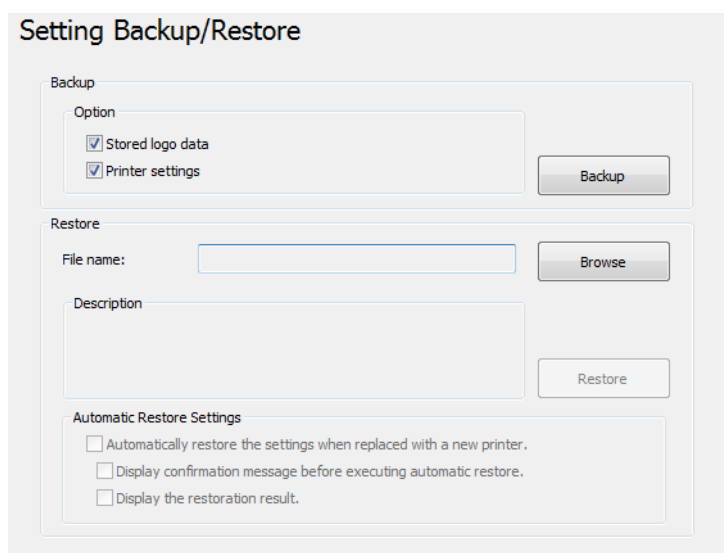 Setting Backup/Restore
Backup
Option
Stored logo data
Printer settings
Backup
Restore
File name:
Browse
Description
Restore
Automatic Restore Settings
Automatically restore the settings when replaced with a new printer.
Display confirmation message before executing automatic restore.
Display the restoration result.